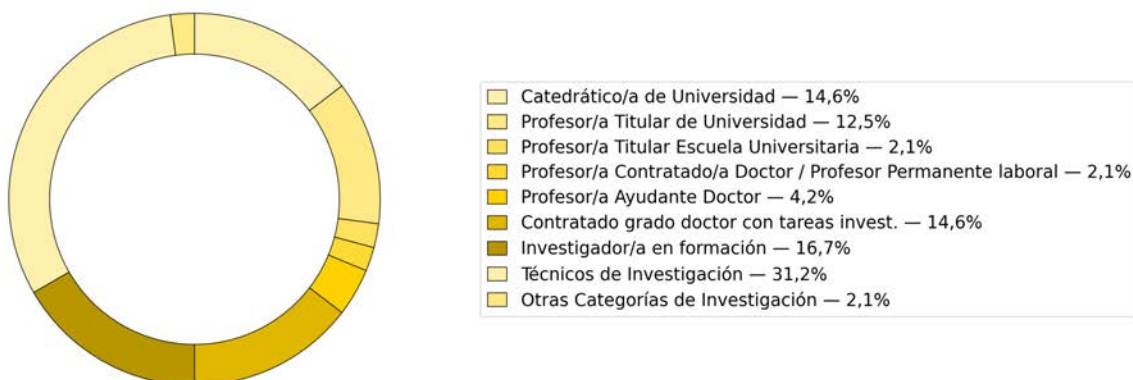 Catedrático/a de Universidad — 14,6%
Profesor/a Titular de Universidad — 12,5%
Profesor/a Titular Escuela Universitaria — 2,1%
Profesor/a Contratado/a Doctor / Profesor Permanente laboral — 2,1%
Profesor/a Ayudante Doctor — 4,2%
Contratado grado doctor con tareas invest. — 14,6%
Investigador/a en formación — 16,7%
Técnicos de Investigación — 31,2%
Otras Categorías de Investigación — 2,1%